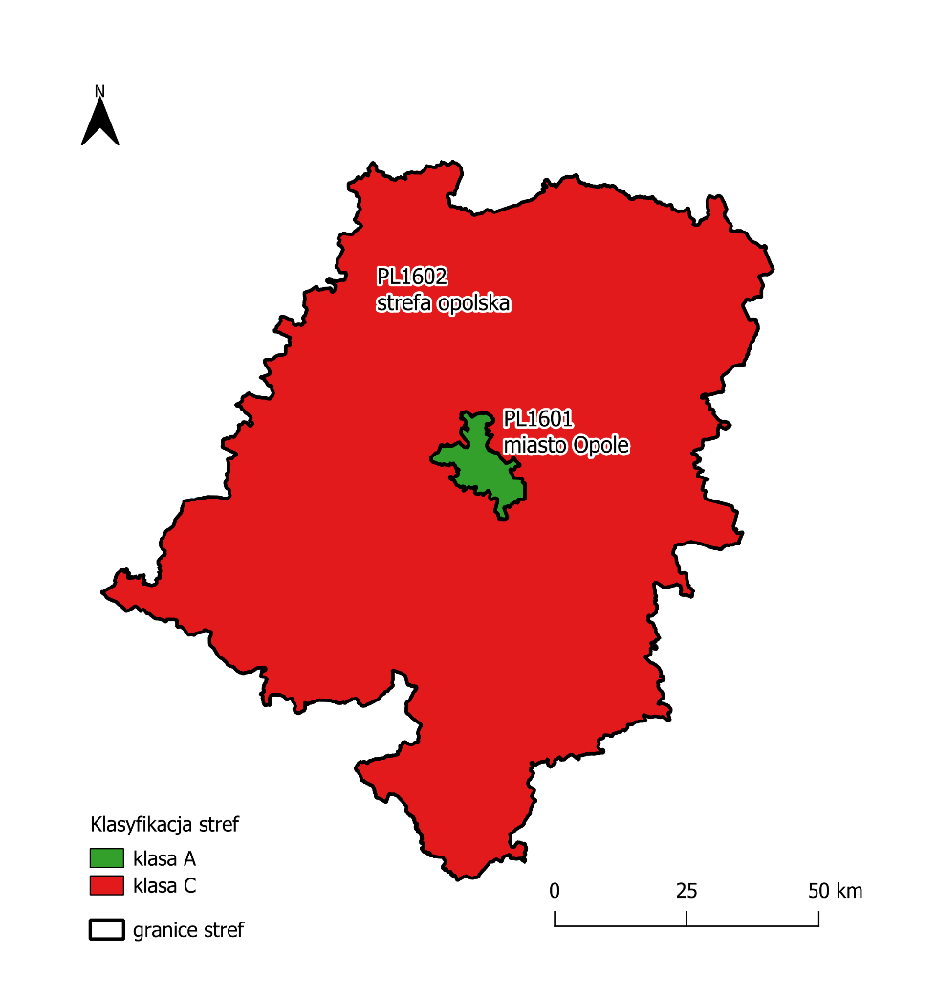 N
PL1602
strefa opolska
PL1601
miasto Opole
Klasyfikacja stref
klasa A
klasa C
granice stref
0 25 50 km